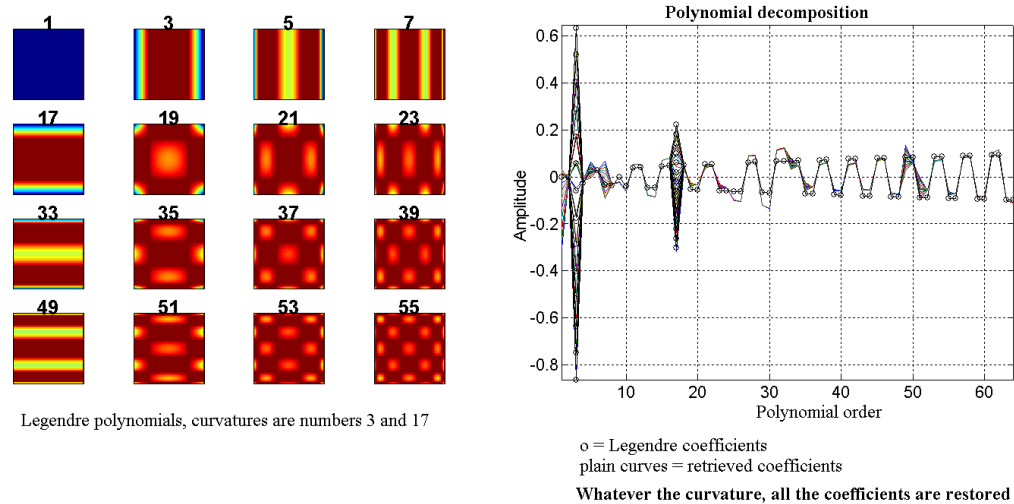 1 3 5 7
17 19 21 23
33 35 37 39
49 51 53 55
Legendre polynomials, curvatures are numbers 3 and 17
Polynomial decomposition
0.6
0.4
0.2
0
-0.2
-0.4
-0.6
-0.8
Amplitude
10 20 30 40 50 60
Polynomial order
o = Legendre coefficients
plain curves = retrieved coefficients
Whatever the curvature, all the coefficients are restored